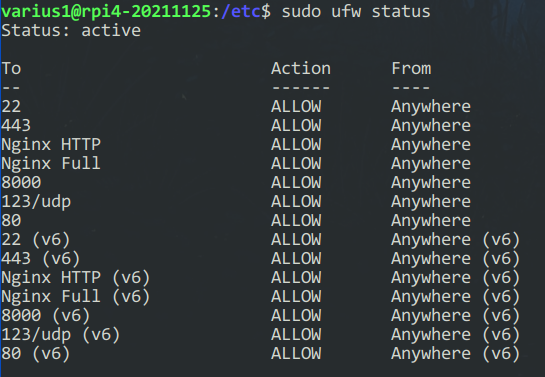 varius1@rpi4-20211125:/etc$ sudo ufw status
Status: active

To                         Action      From
--                         ------      ----
22                         ALLOW       Anywhere
443                        ALLOW       Anywhere
Nginx HTTP                 ALLOW       Anywhere
Nginx Full                 ALLOW       Anywhere
8000                       ALLOW       Anywhere
123/udp                    ALLOW       Anywhere
80                         ALLOW       Anywhere
22 (v6)                    ALLOW       Anywhere (v6)
443 (v6)                   ALLOW       Anywhere (v6)
Nginx HTTP (v6)            ALLOW       Anywhere (v6)
Nginx Full (v6)            ALLOW       Anywhere (v6)
8000 (v6)                  ALLOW       Anywhere (v6)
123/udp (v6)               ALLOW       Anywhere (v6)
80 (v6)                    ALLOW       Anywhere (v6)